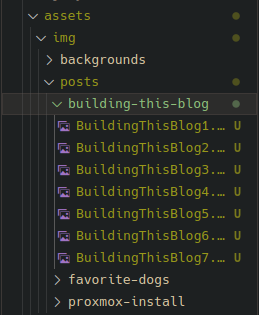 assets
img
backgrounds
posts
building-this-blog
BuildingThisBlog1.... U
BuildingThisBlog2.... U
BuildingThisBlog3.... U
BuildingThisBlog4.... U
BuildingThisBlog5.... U
BuildingThisBlog6.... U
BuildingThisBlog7.... U
favorite-dogs
proxmox-install